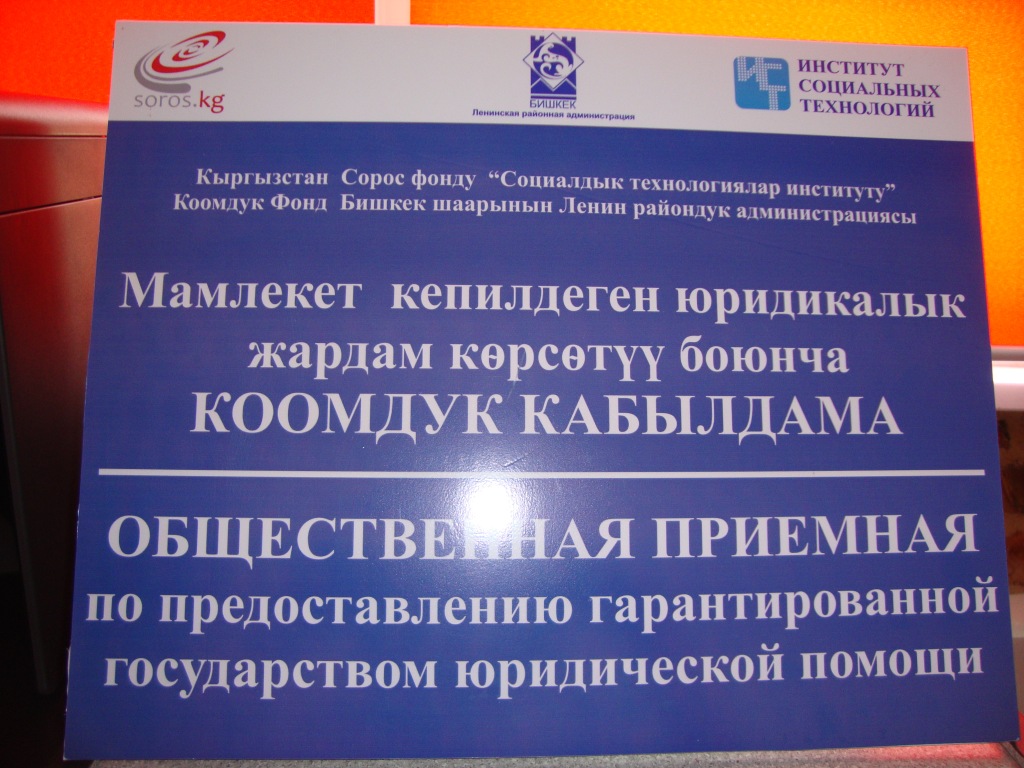 soros.kg
БИШКЕК
Ленинская районная администрация
ИСТ
ИНСТИТУТ
СОЦИАЛЬНЫХ
ТЕХНОЛОГИЙ
Кыргызстан Сорос фонду “Социалдык технологиялар институту”
Коомдук Фонд Бишкек шаарынын Ленин райондук администрациясы
Мамлекет кепилдеген юридикалык
жардам көрсөтүү боюнча
КООМДУК КАБЫЛДАМА
ОБЩЕСТВЕННАЯ ПРИЕМНАЯ
по предоставлению гарантированной
государством юридической помощи